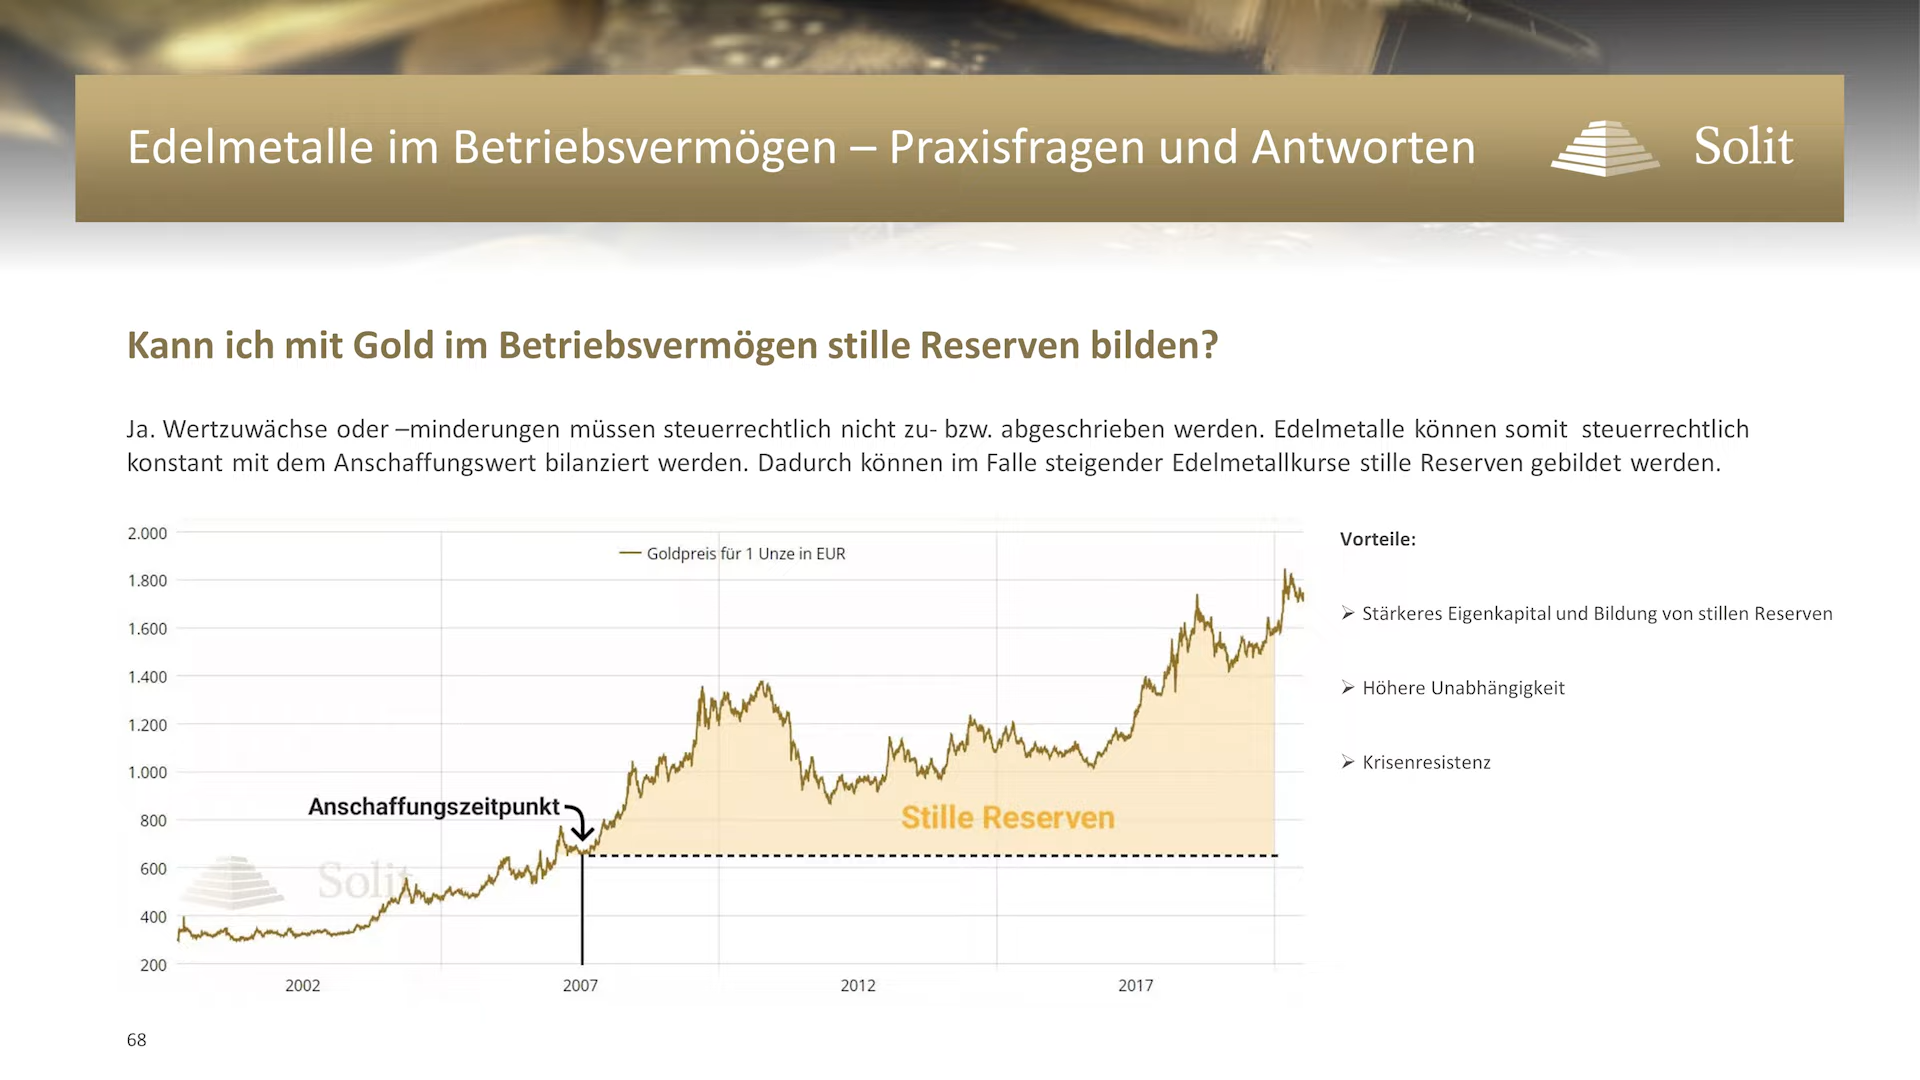 Edelmetalle im Betriebsvermögen – Praxisfragen und Antworten
Solit
Kann ich mit Gold im Betriebsvermögen stille Reserven bilden?
Ja. Wertzuwächse oder –minderungen müssen steuerrechtlich nicht zu- bzw. abgeschrieben werden. Edelmetalle können somit steuerrechtlich
konstant mit dem Anschaffungswert bilanziert werden. Dadurch können im Falle steigender Edelmetallkurse stille Reserven gebildet werden.
Goldpreis für 1 Unze in EUR
2.000
1.800
1.600
1.400
1.200
1.000
800
600
400
200
Anschaffungszeitpunkt
Stille Reserven
Solit
2002 2007 2012 2017
Vorteile:
➢ Stärkeres Eigenkapital und Bildung von stillen Reserven
➢ Höhere Unabhängigkeit
➢ Krisenresistenz
68